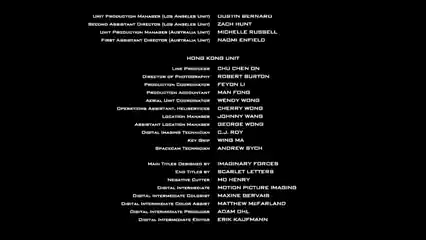 Unit Production Manager (Los Angeles Unit) DUSTIN BERNARD
Second Assistant Director (Los Angeles Unit) ZACH HUNT
Unit Production Manager (Australia Unit) MICHELLE RUSSELL
First Assistant Director (Australia Unit) NAOMI ENFIELD
HONG KONG UNIT
Line Producer CHU CHEN ON
Director of Photography ROBERT BURTON
Production Coordinator FEYON LI
Production Accountant MAN FONG
Aerial Unit Coordinator WENDY WONG
Operations Assistant, Heliservices CHERRY WONG
Location Manager JOHNNY WANG
Assistant Location Manager GEORGE WONG
Digital Imaging Technician C.J. ROY
Key Grip WING MA
Spacecam Technician ANDREW SYCH
Main Titles Designed by IMAGINARY FORCES
End Titles by SCARLET LETTERS
Negative Cutter MO HENRY
Digital Intermediate MOTION PICTURE IMAGING
Digital Intermediate Colorist MAXINE GERVAIS
Digital Intermediate Color Assist MATTHEW McFARLAND
Digital Intermediate Producer ADAM OHL
Digital Intermediate Editor ERIK KAUFMANN